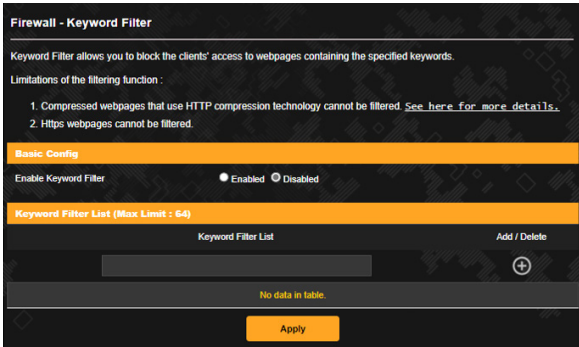 Firewall - Keyword Filter
Keyword Filter allows you to block the clients' access to webpages containing the specified keywords.
Limitations of the filtering function :
1. Compressed webpages that use HTTP compression technology cannot be filtered. See here for more details.
2. Https webpages cannot be filtered.
Basic Config
Enable Keyword Filter Enabled Disabled
Keyword Filter List (Max Limit : 64)
Keyword Filter List Add / Delete
No data in table.
Apply